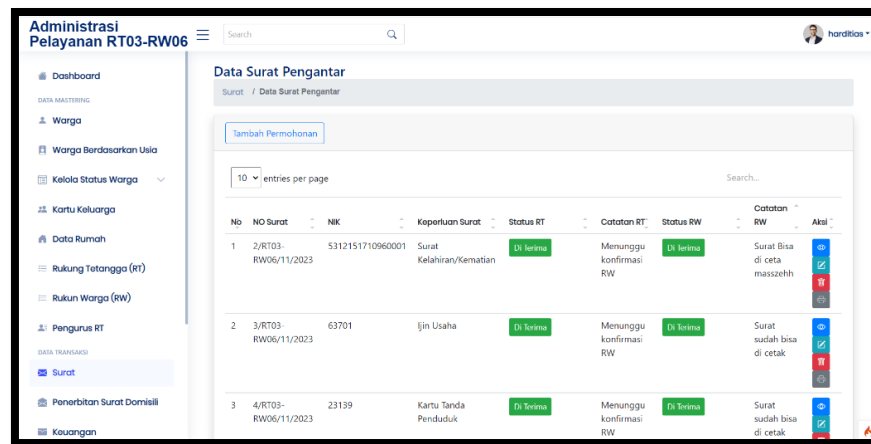 Administrasi
Pelayanan RT03-RW06
Search
harditias
Dashboard
DATA MASTERING
Warga
Warga Berdasarkan Usia
Kelola Status Warga
Kartu Keluarga
Data Rumah
Rukung Tetangga (RT)
Rukun Warga (RW)
Pengurus RT
DATA TRANSAKSI
Surat
Penerbitan Surat Domisili
Keuangan
Data Surat Pengantar
Surat / Data Surat Pengantar
Tambah Permohonan
10 entries per page
Search...
No NO Surat NIK Keperluan Surat Status RT Catatan RT Status RW Catatan RW Aksi
1 2/RT03-RW06/11/2023 5312151710960001 Surat Kelahiran/Kematian Di Terima Menunggu konfirmasi RW Di Terima Surat Bisa di ceta masszehh
2 3/RT03-RW06/11/2023 63701 Ijin Usaha Di Terima Menunggu konfirmasi RW Di Terima Surat sudah bisa di cetak
3 4/RT03-RW06/11/2023 23139 Kartu Tanda Penduduk Di Terima Menunggu konfirmasi RW Di Terima Surat sudah bisa di cetak